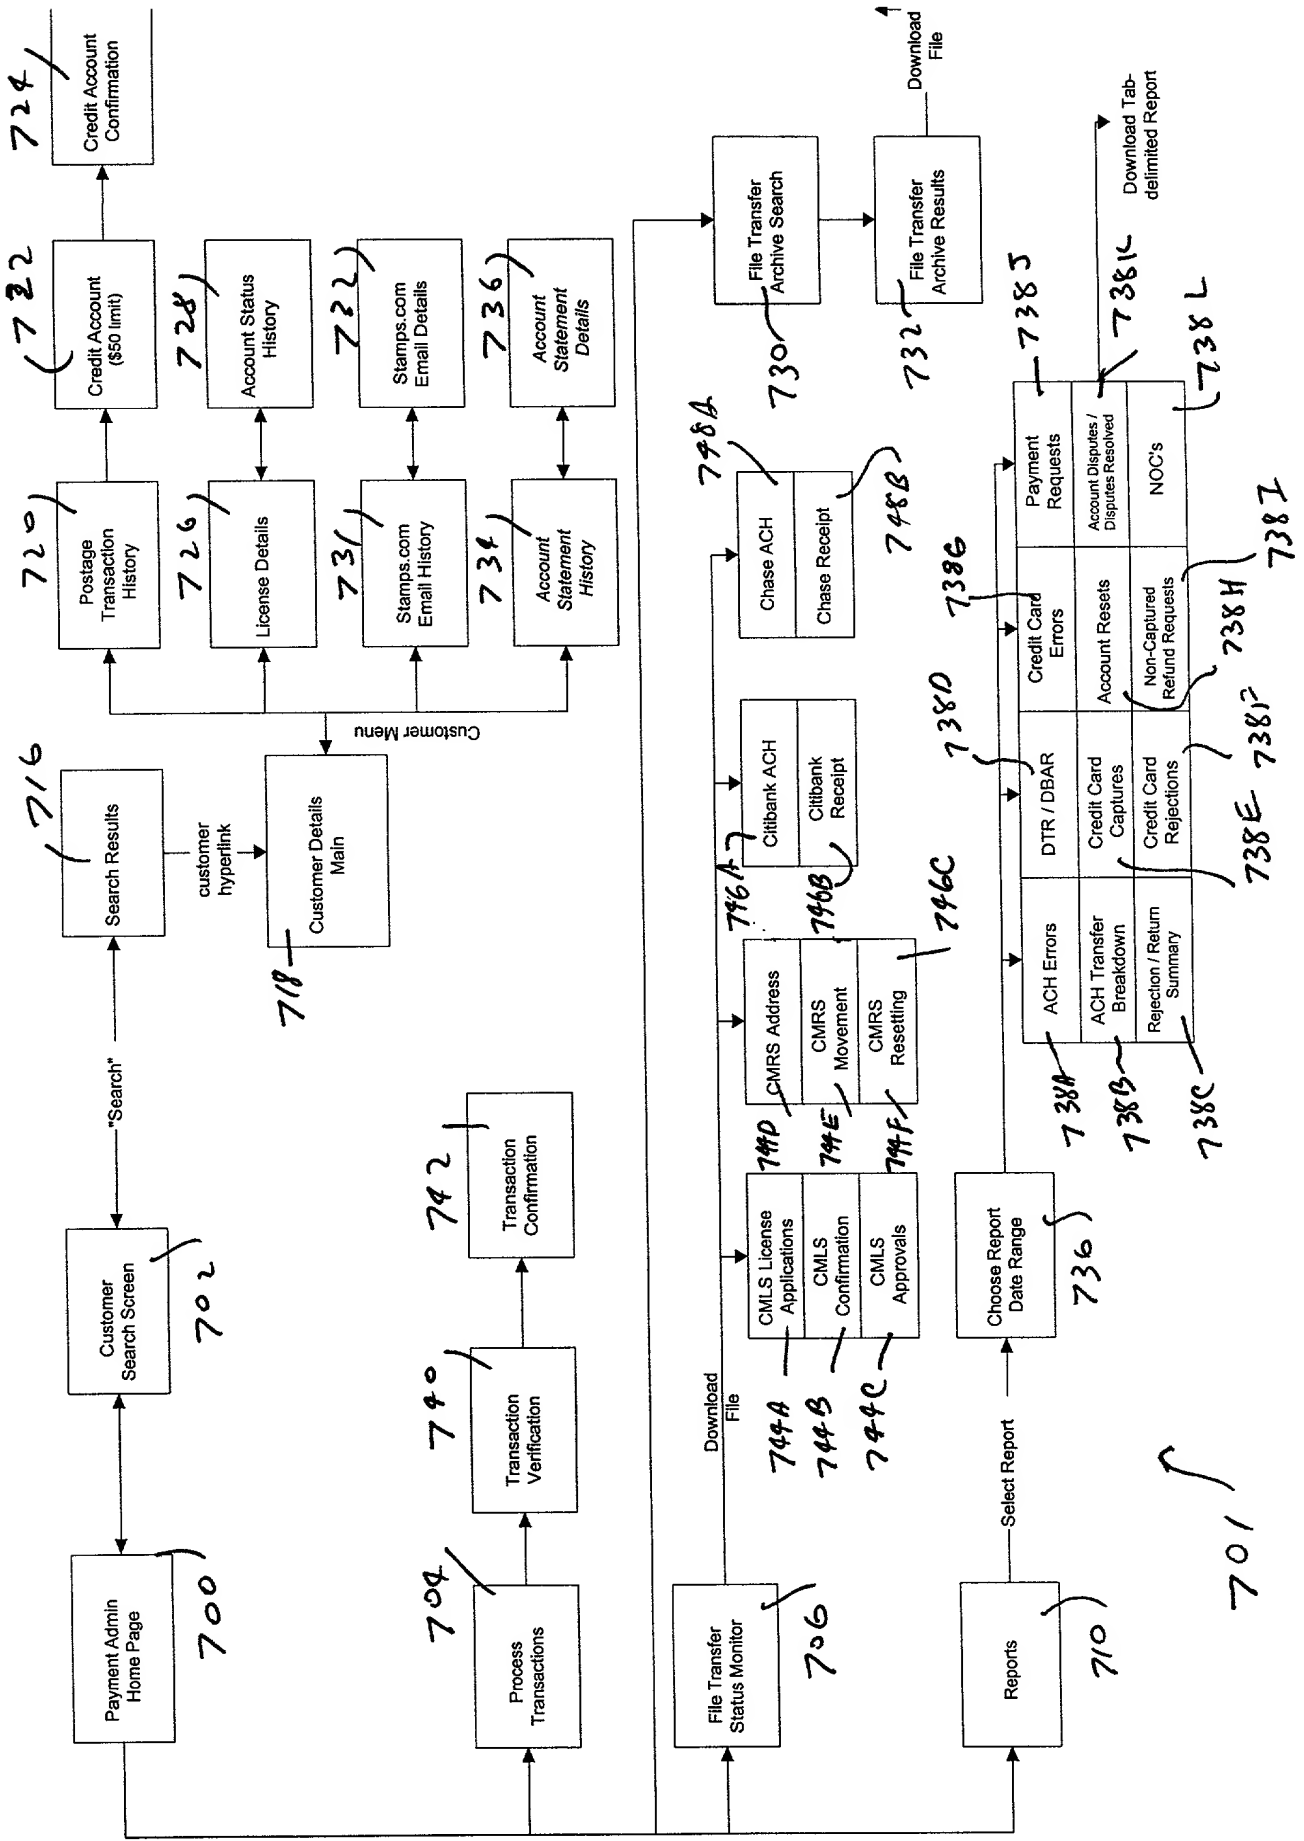 Payment Admin
Home Page
700
Customer
Search Screen
702
"Search"
Search Results
716
customer
hyperlink
Customer Details
Main
718
Customer Menu
Postage
Transaction
History
720
Credit Account
($50 limit)
722
Credit Account
Confirmation
724
License Details
726
Account Status
History
728
Stamps.com
Email History
731
Stamps.com
Email Details
732
Account
Statement
History
734
Account
Statement
Details
736
Process
Transactions
704
Transaction
Verification
740
Transaction
Confirmation
742
File Transfer
Archive Search
730
File Transfer
Archive Results
732
Download
File
File Transfer
Status Monitor
706
Download
File
CMLS License
Applications
744A
CMLS
Confirmation
744B
CMLS
Approvals
744C
CMRS Address
744D
CMRS
Movement
744E
CMRS
Resetting
744F
746C
Citibank ACH
746A
Citibank
Receipt
746B
Chase ACH
748A
Chase Receipt
748B
Reports
710
Select Report
Choose Report
Date Range
736
ACH Errors
738A
ACH Transfer
Breakdown
738B
Rejection / Return
Summary
738C
DTR / DBAR
738D
Credit Card
Captures
738E
Credit Card
Rejections
738F
Credit Card
Errors
738G
Account Resets
738H
Non-Captured
Refund Requests
738I
Payment
Requests
738J
Account Disputes /
Disputes Resolved
738K
NOC's
738L
Download Tab-
delimited Report
701